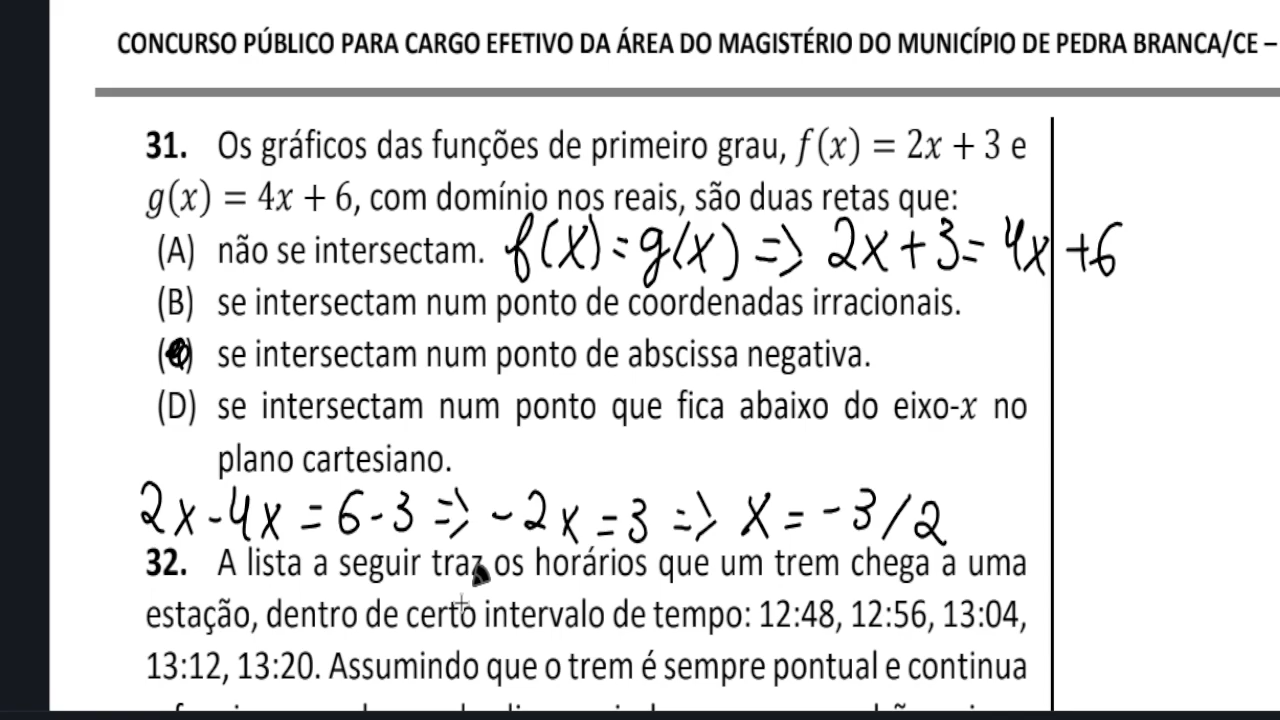 CONCURSO PÚBLICO PARA CARGO EFETIVO DA ÁREA DO MAGISTÉRIO DO MUNICÍPIO DE PEDRA BRANCA/CE –
31. Os gráficos das funções de primeiro grau, f(x) = 2x + 3 e
g(x) = 4x + 6, com domínio nos reais, são duas retas que:
(A) não se intersectam. f(x) = g(x) => 2x + 3 = 4x + 6
(B) se intersectam num ponto de coordenadas irracionais.
( ) se intersectam num ponto de abscissa negativa.
(D) se intersectam num ponto que fica abaixo do eixo-x no
plano cartesiano.
2x - 4x = 6 - 3 => - 2x = 3 => x = - 3/2
32. A lista a seguir traz os horários que um trem chega a uma
estação, dentro de certo intervalo de tempo: 12:48, 12:56, 13:04,
13:12, 13:20. Assumindo que o trem é sempre pontual e continua